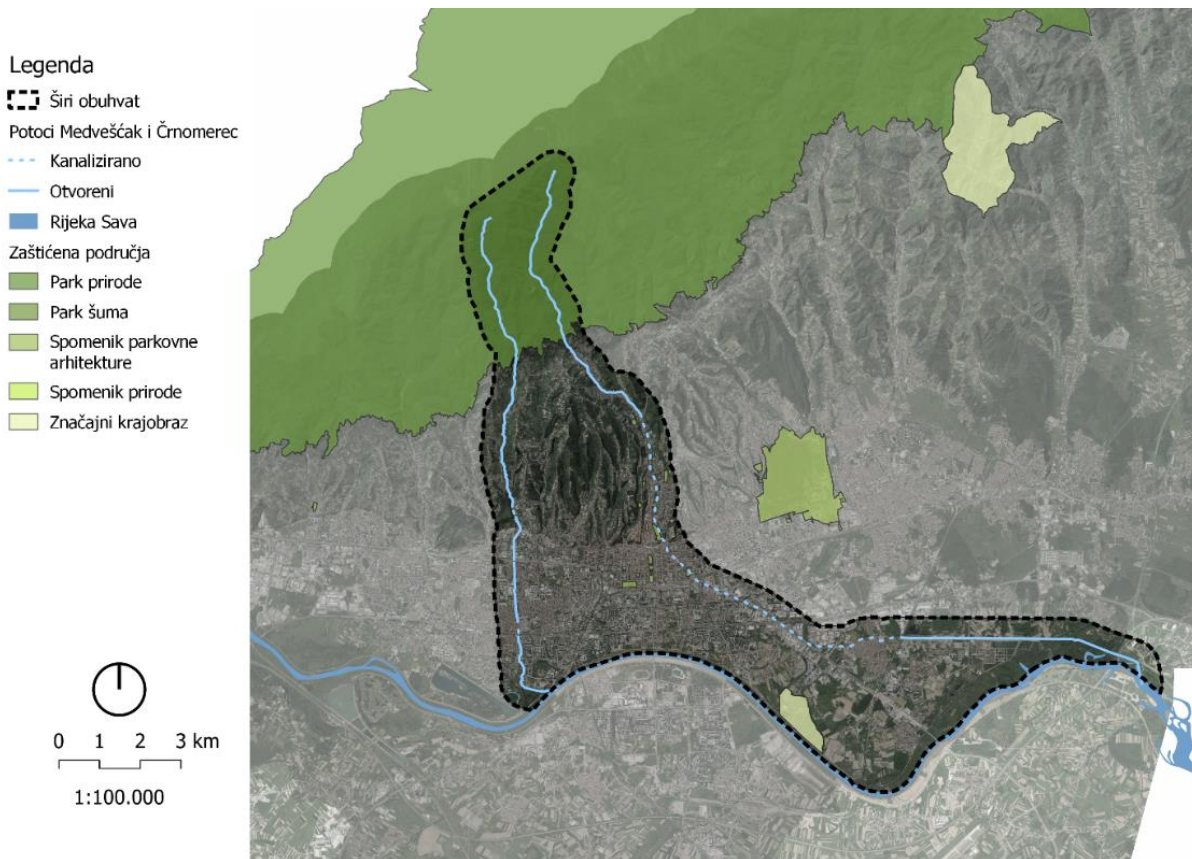 Legenda
Širi obuhvat
Potoci Medvešćak i Črnomerec
Kanalizirano
Otvoreni
Rijeka Sava
Zaštićena područja
Park prirode
Park šuma
Spomenik parkovne
arhitekture
Spomenik prirode
Značajni krajobraz
0 1 2 3 km
1:100.000